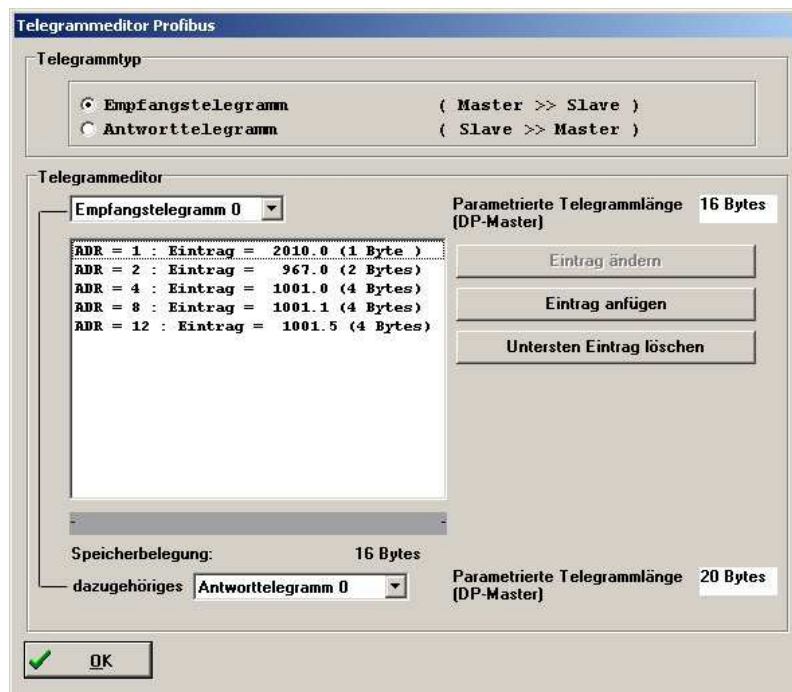 Telegrammeditor Profibus
Telegrammtyp
Empfangstelegramm ( Master >> Slave )
Antworttelegramm ( Slave >> Master )
Telegrammeditor
Empfangstelegramm 0
Parametrierte Telegrammlänge 16 Bytes
(DP-Master)
ADR = 1 : Eintrag = 2010.0 (1 Byte )
ADR = 2 : Eintrag = 967.0 (2 Bytes)
ADR = 4 : Eintrag = 1001.0 (4 Bytes)
ADR = 8 : Eintrag = 1001.1 (4 Bytes)
ADR = 12 : Eintrag = 1001.5 (4 Bytes)
Eintrag ändern
Eintrag anfügen
Untersten Eintrag löschen
- -
Speicherbelegung: 16 Bytes
dazugehöriges Antworttelegramm 0
Parametrierte Telegrammlänge 20 Bytes
(DP-Master)
OK